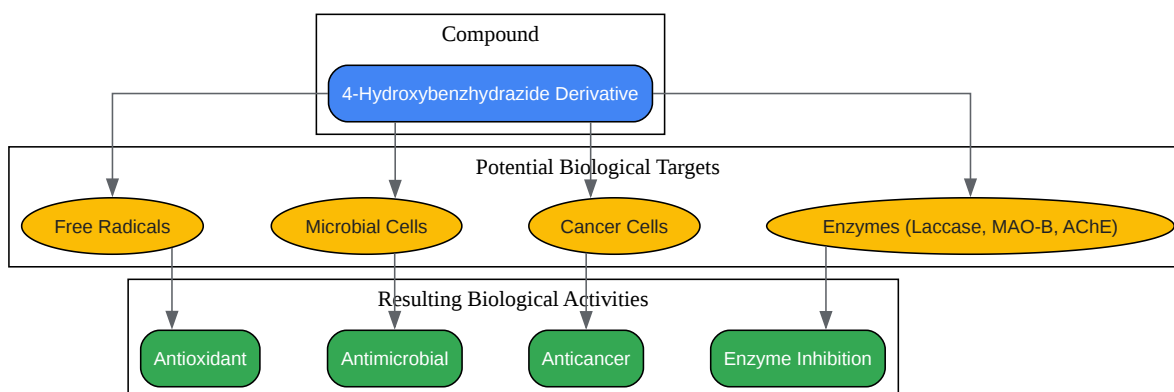 Compound
4-Hydroxybenzhydrazide Derivative
Potential Biological Targets
Free Radicals
Microbial Cells
Cancer Cells
Enzymes (Laccase, MAO-B, AChE)
Resulting Biological Activities
Antioxidant
Antimicrobial
Anticancer
Enzyme Inhibition